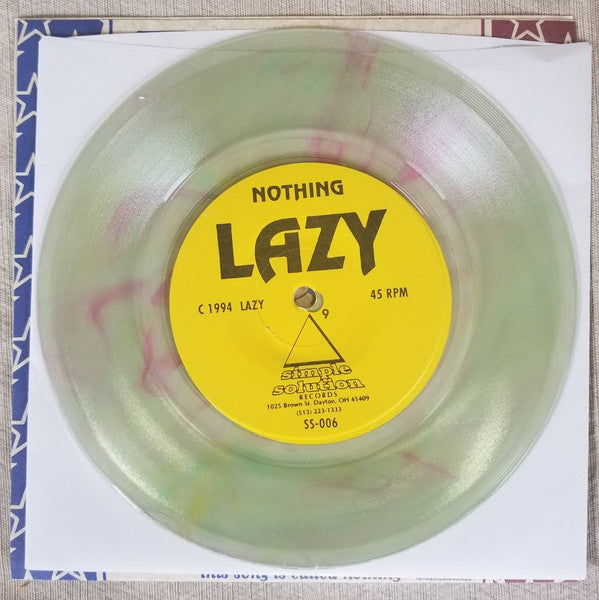 NOTHING
LAZY
C 1994 LAZY 45 RPM
9
simple
solution
RECORDS
1025 Brown St. Dayton, OH 45409
(513) 223-1333
SS-006
this song is called nothing